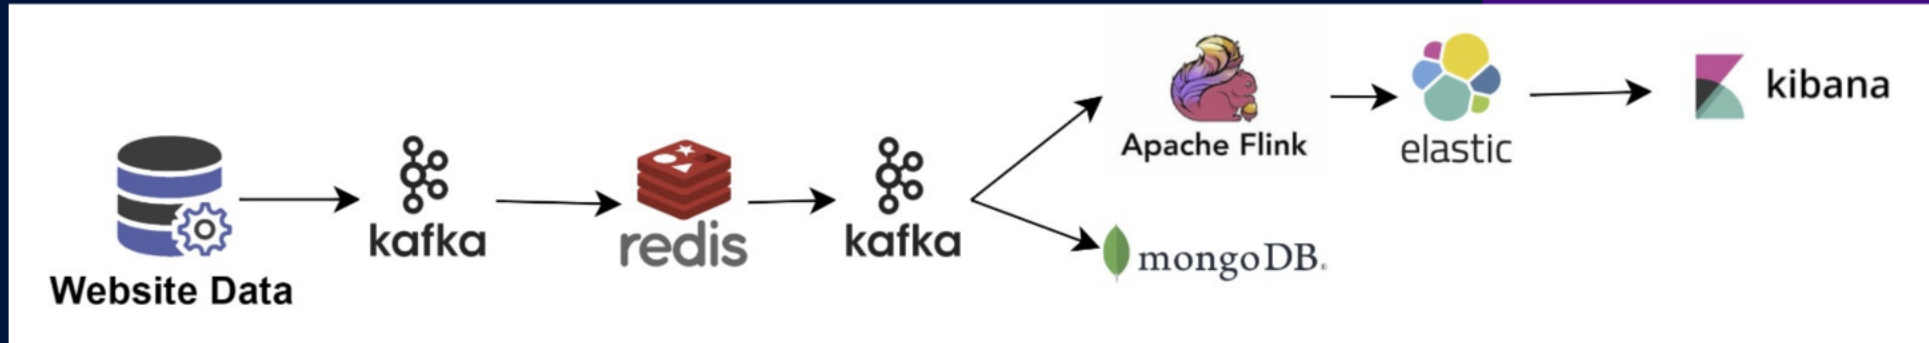 Website Data
kafka
redis
kafka
Apache Flink
elastic
kibana
mongoDB®